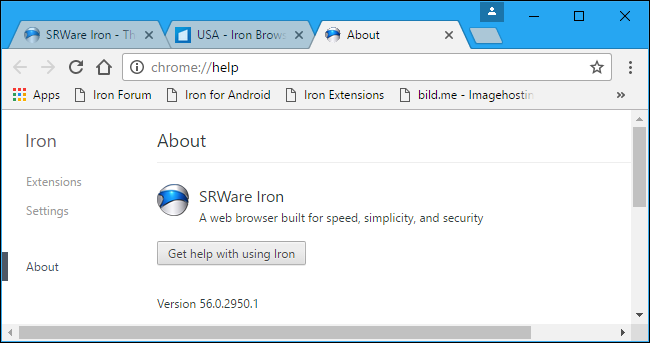 SRWare Iron - Th
USA - Iron Brows
About
chrome://help
Apps
Iron Forum
Iron for Android
Iron Extensions
bild.me - Imagehostin
Iron
About
Extensions
Settings
About
SRWare Iron
A web browser built for speed, simplicity, and security
Get help with using Iron
Version 56.0.2950.1